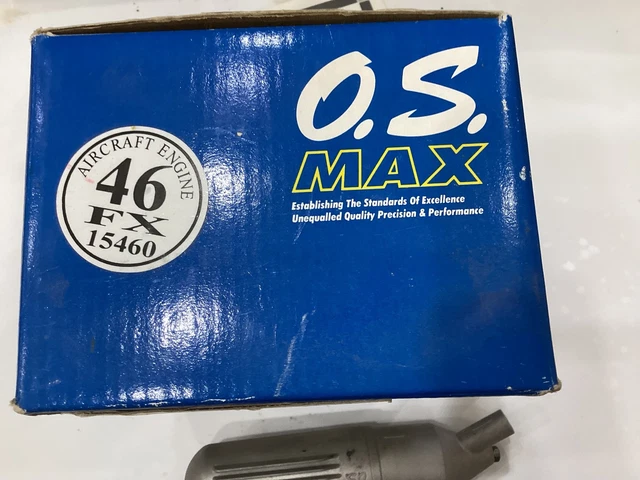 AIRCRAFT ENGINE
46
FX
15460
O.S.
MAX
Establishing The Standards Of Excellence
Unequalled Quality Precision & Performance